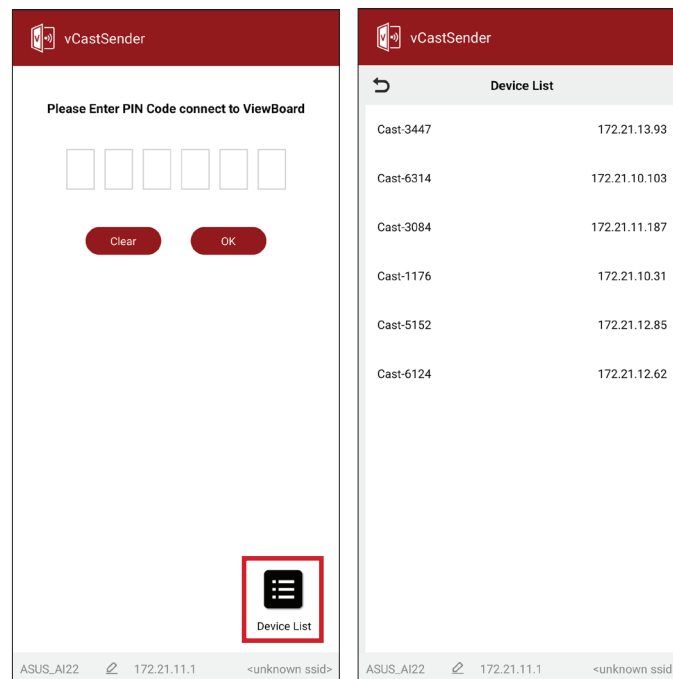 vCastSender
Please Enter PIN Code connect to ViewBoard
Clear OK
Device List
ASUS_AI22 172.21.11.1 <unknown ssid>
vCastSender
Device List
Cast-3447 172.21.13.93
Cast-6314 172.21.10.103
Cast-3084 172.21.11.187
Cast-1176 172.21.10.31
Cast-5152 172.21.12.85
Cast-6124 172.21.12.62
ASUS_AI22 172.21.11.1 <unknown ssid